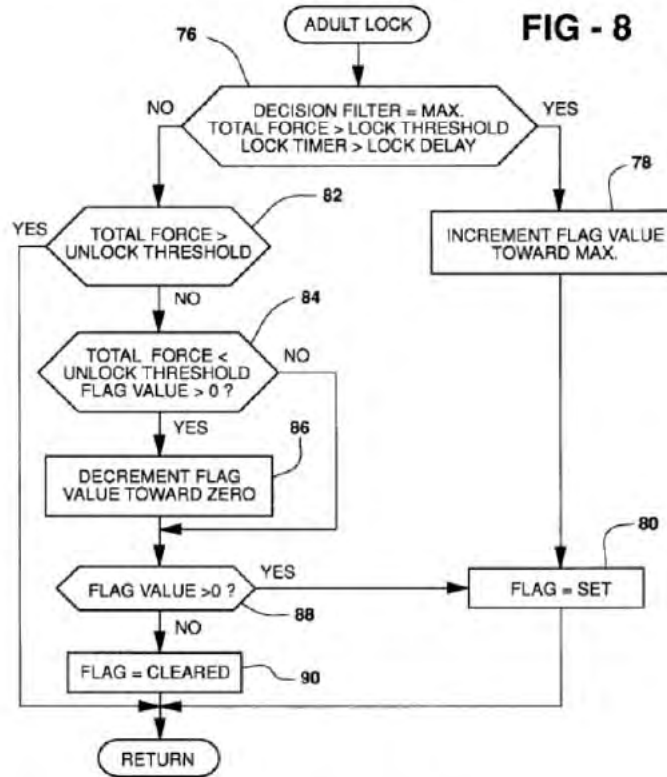 ADULT LOCK
FIG - 8
76
NO
DECISION FILTER = MAX.
TOTAL FORCE > LOCK THRESHOLD
LOCK TIMER > LOCK DELAY
YES
78
INCREMENT FLAG VALUE
TOWARD MAX.
82
YES
TOTAL FORCE >
UNLOCK THRESHOLD
NO
84
TOTAL FORCE <
UNLOCK THRESHOLD
FLAG VALUE > 0 ?
NO
YES
86
DECREMENT FLAG
VALUE TOWARD ZERO
80
FLAG VALUE >0 ?
YES
FLAG = SET
88
NO
FLAG = CLEARED
90
RETURN